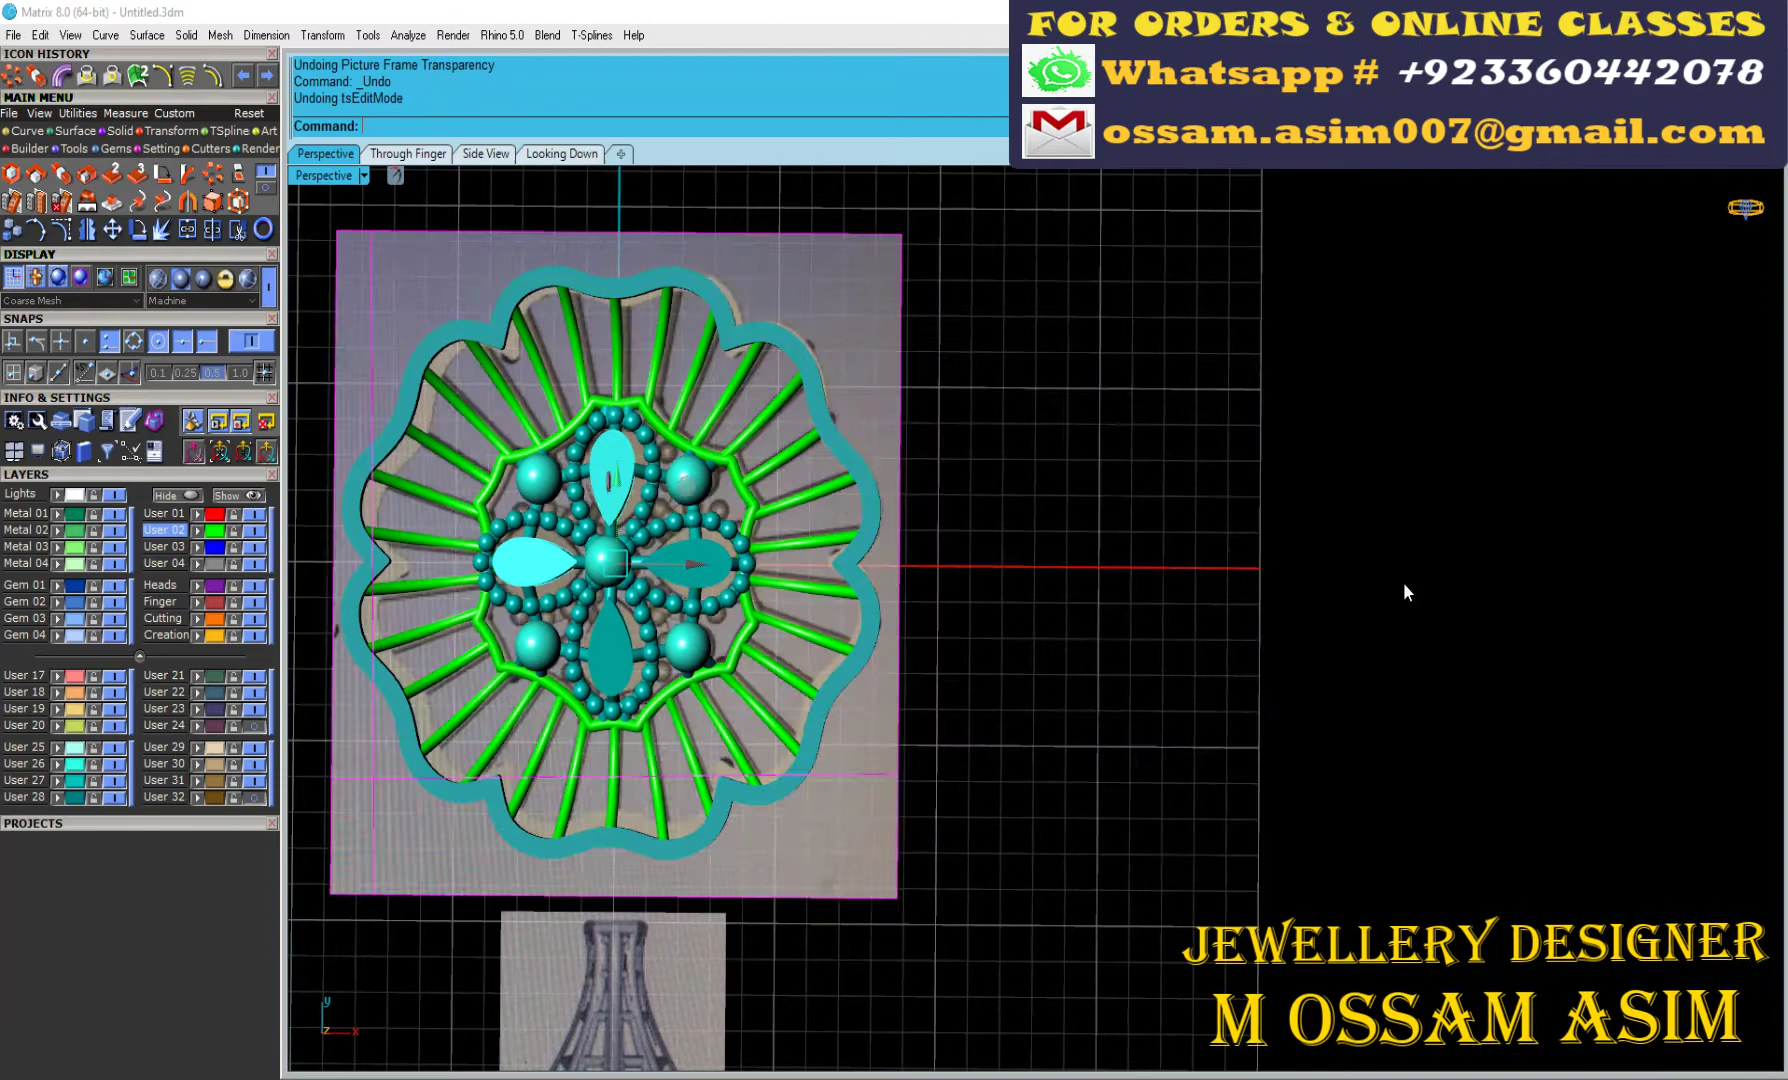 Matrix 8.0 (64-bit) - Untitled.3dm
File Edit View Curve Surface Solid Mesh Dimension Transform Tools Analyze Render Rhino 5.0 Blend T-Splines Help
ICON HISTORY
MAIN MENU
File View Utilities Measure Custom Reset
Curve Surface Solid Transform TSpline Art
Builder Tools Gems Setting Cutters Render
DISPLAY
Coarse Mesh Machine
SNAPS
0.1 0.25 0.5 1.0
INFO & SETTINGS
LAYERS
Lights Hide Show
Metal 01 User 01
Metal 02 User 02
Metal 03 User 03
Metal 04 User 04
Gem 01 Heads
Gem 02 Finger
Gem 03 Cutting
Gem 04 Creation
User 17 User 21
User 18 User 22
User 19 User 23
User 20 User 24
User 25 User 29
User 26 User 30
User 27 User 31
User 28 User 32
PROJECTS
Undoing Picture Frame Transparency
Command: _Undo
Undoing tsEditMode
Command:
Perspective Through Finger Side View Looking Down
Perspective
y
z x
FOR ORDERS & ONLINE CLASSES
Whatsapp # +923360442078
ossam.asim007@gmail.com
JEWELLERY DESIGNER
M OSSAM ASIM